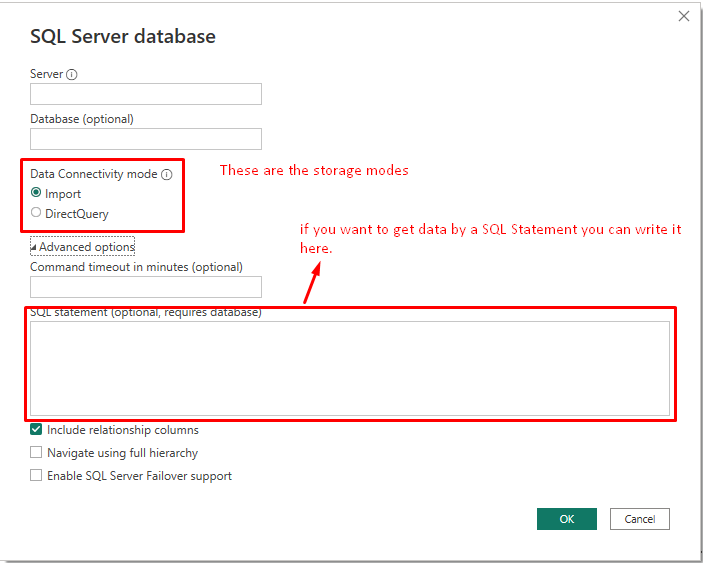 SQL Server database
Server
Database (optional)
Data Connectivity mode
These are the storage modes
Import
DirectQuery
if you want to get data by a SQL Statement you can write it
here.
Advanced options
Command timeout in minutes (optional)
SQL statement (optional, requires database)
Include relationship columns
Navigate using full hierarchy
Enable SQL Server Failover support
OK
Cancel